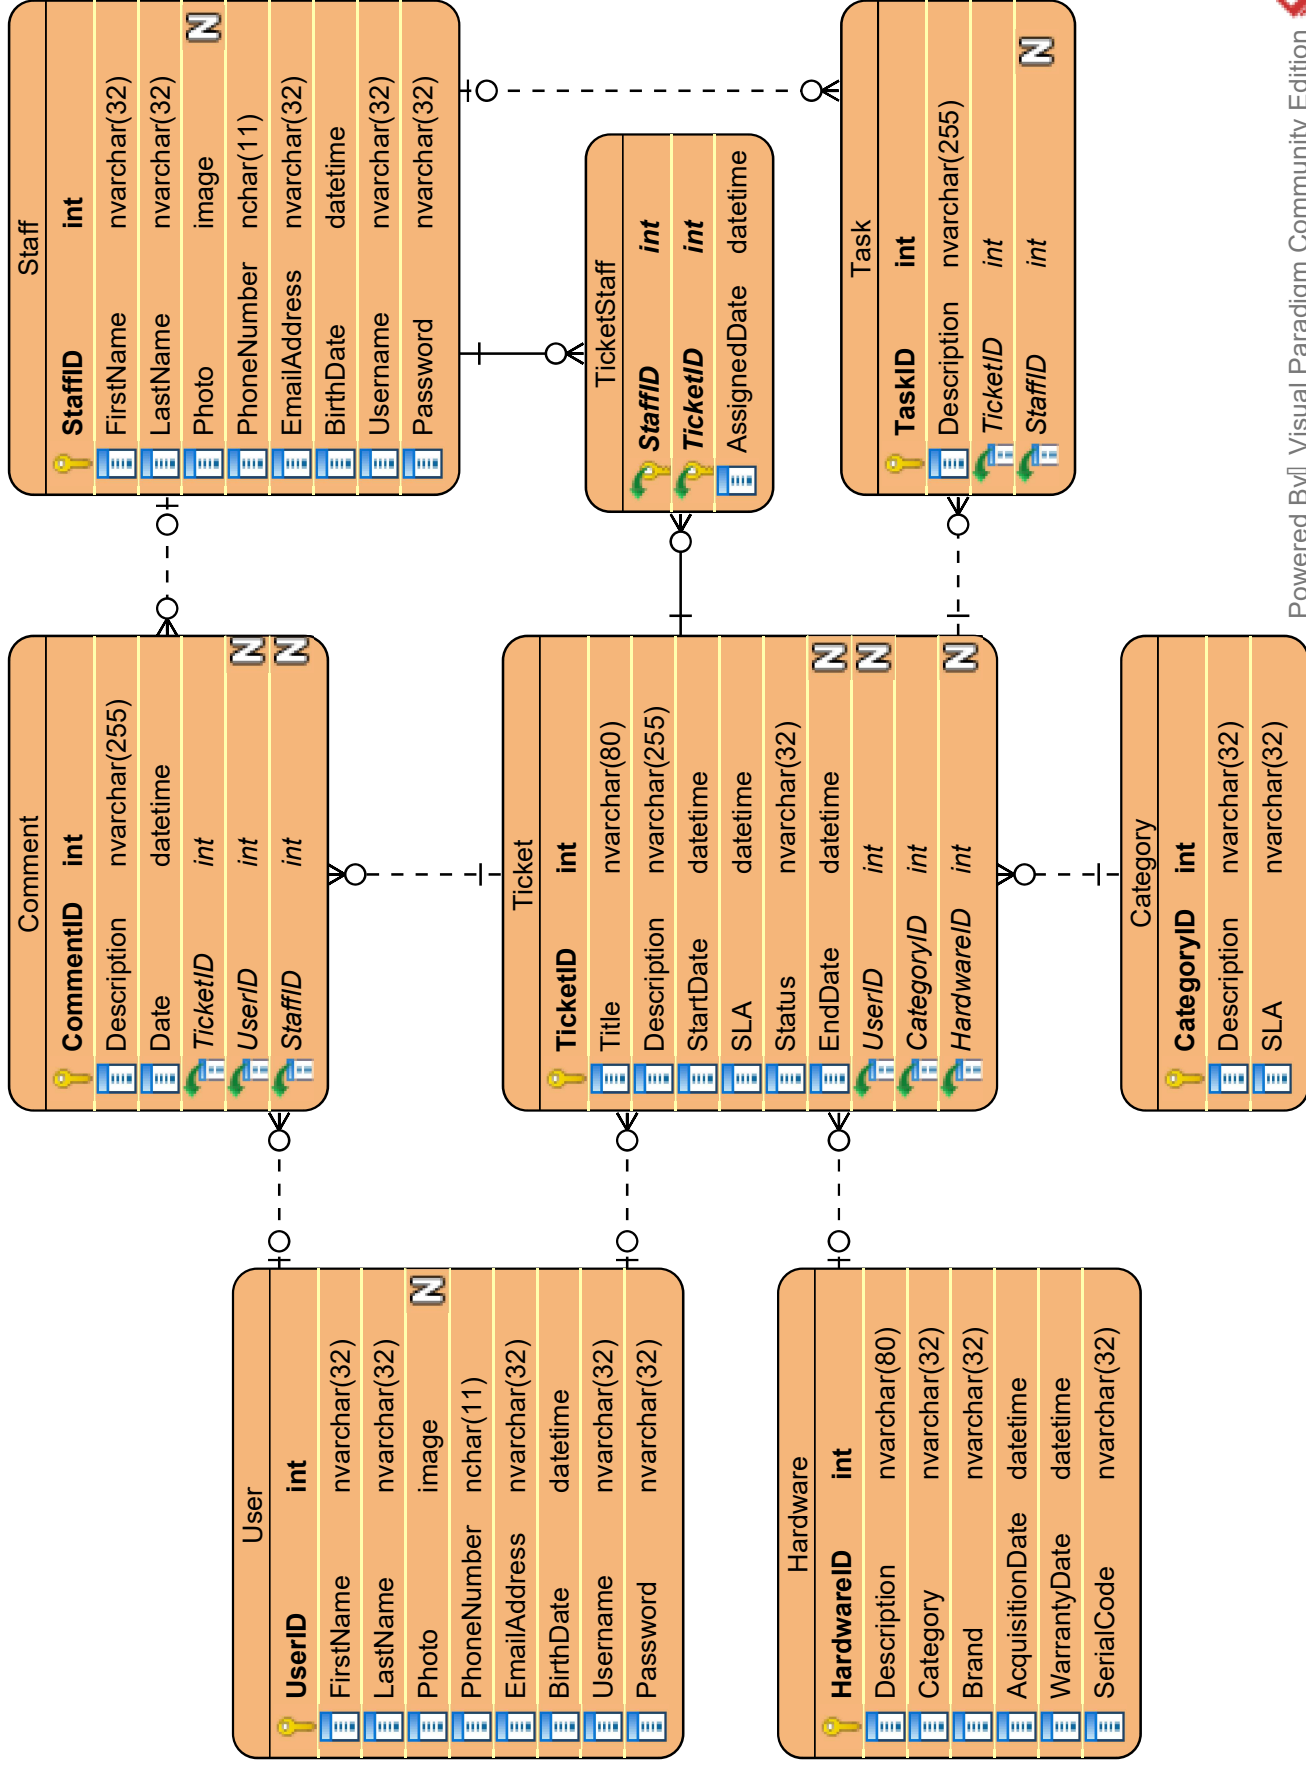 User
UserID int
FirstName nvarchar(32)
LastName nvarchar(32)
Photo image N
PhoneNumber nchar(11)
EmailAddress nvarchar(32)
BirthDate datetime
Username nvarchar(32)
Password nvarchar(32)
Hardware
HardwareID int
Description nvarchar(80)
Category nvarchar(32)
Brand nvarchar(32)
AcquisitionDate datetime
WarrantyDate datetime
SerialCode nvarchar(32)
Comment
CommentID int
Description nvarchar(255)
Date datetime
TicketID int
UserID int N
StaffID int N
Ticket
TicketID int
Title nvarchar(80)
Description nvarchar(255)
StartDate datetime
SLA datetime
Status nvarchar(32)
EndDate datetime N
UserID int N
CategoryID int
HardwareID int N
Category
CategoryID int
Description nvarchar(32)
SLA nvarchar(32)
Staff
StaffID int
FirstName nvarchar(32)
LastName nvarchar(32)
Photo image N
PhoneNumber nchar(11)
EmailAddress nvarchar(32)
BirthDate datetime
Username nvarchar(32)
Password nvarchar(32)
TicketStaff
StaffID int
TicketID int
AssignedDate datetime
Task
TaskID int
Description nvarchar(255)
TicketID int
StaffID int N
Powered By Visual Paradigm Community Edition